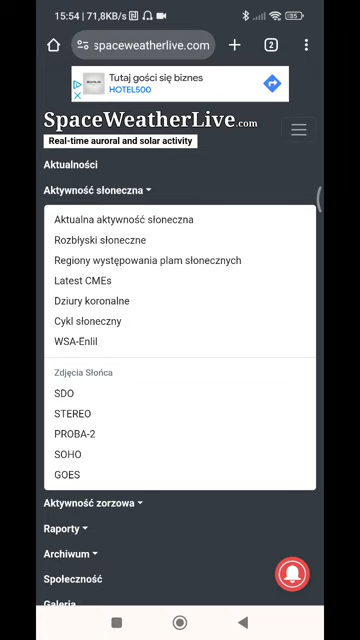 15:54 | 71,8KB/s
85
spaceweatherlive.com
2
Tutaj gości się biznes
HOTEL500
SpaceWeatherLive.com
Real-time auroral and solar activity
Aktualności
Aktywność słoneczna
Aktualna aktywność słoneczna
Rozbłyski słoneczne
Regiony występowania plam słonecznych
Latest CMEs
Dziury koronalne
Cykl słoneczny
WSA-Enlil
Zdjęcia Słońca
SDO
STEREO
PROBA-2
SOHO
GOES
Aktywność zorzowa
Raporty
Archiwum
Społeczność
Galeria